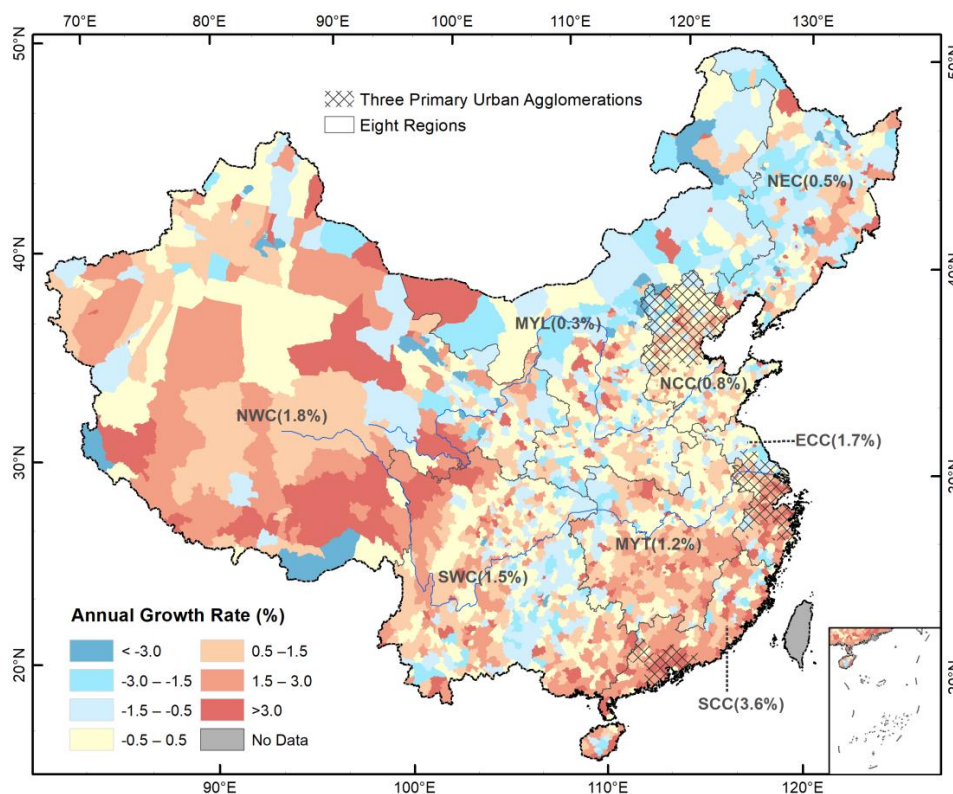 70°E 80°E 90°E 100°E 110°E 120°E 130°E
50°N
50°N
Three Primary Urban Agglomerations
Eight Regions
NEC(0.5%)
40°N
40°N
MYL(0.3%)
NCC(0.8%)
NWC(1.8%)
ECC(1.7%)
30°N
MYT(1.2%)
SWC(1.5%)
Annual Growth Rate (%)
< -3.0
0.5 –1.5
-3.0 – -1.5
1.5 – 3.0
-1.5 – -0.5
>3.0
-0.5 – 0.5
No Data
20°N
SCC(3.6%)
90°E 100°E 110°E 120°E